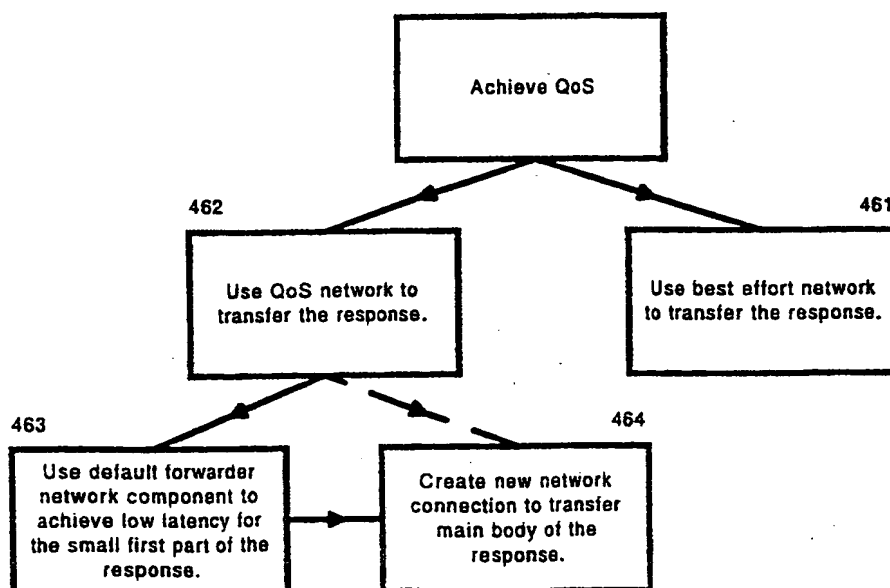 Achieve QoS
462
461
Use QoS network to
transfer the response.
Use best effort network
to transfer the response.
463
464
Use default forwarder
network component to
achieve low latency for
the small first part of the
response.
Create new network
connection to transfer
main body of the
response.